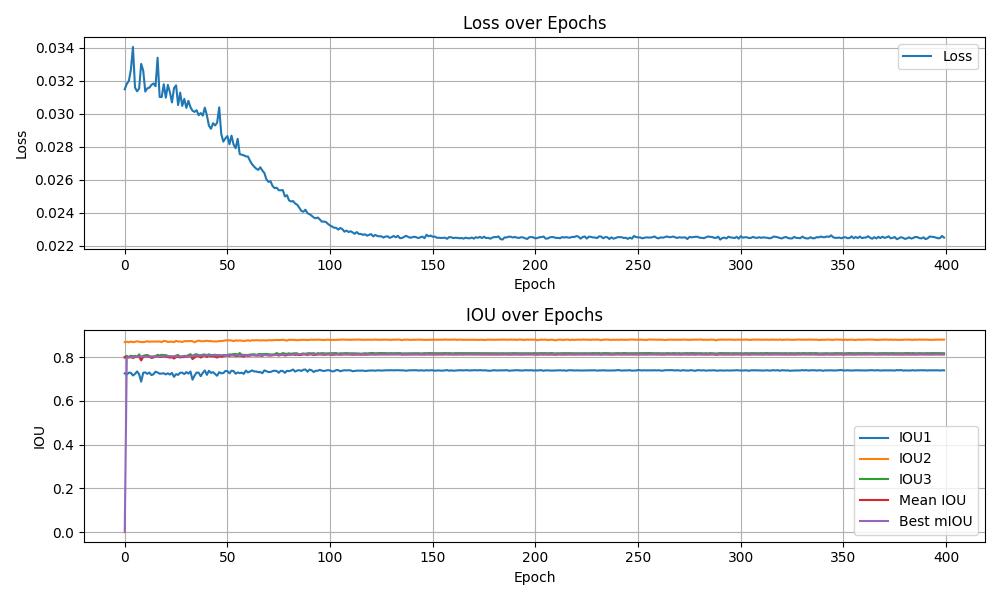 Loss over Epochs
0.034
0.032
0.030
0.028
0.026
0.024
0.022
Loss
Loss
0 50 100 150 200 250 300 350 400
Epoch
IOU over Epochs
0.8
0.6
0.4
0.2
0.0
IOU
IOU1
IOU2
IOU3
Mean IOU
Best mIOU
0 50 100 150 200 250 300 350 400
Epoch